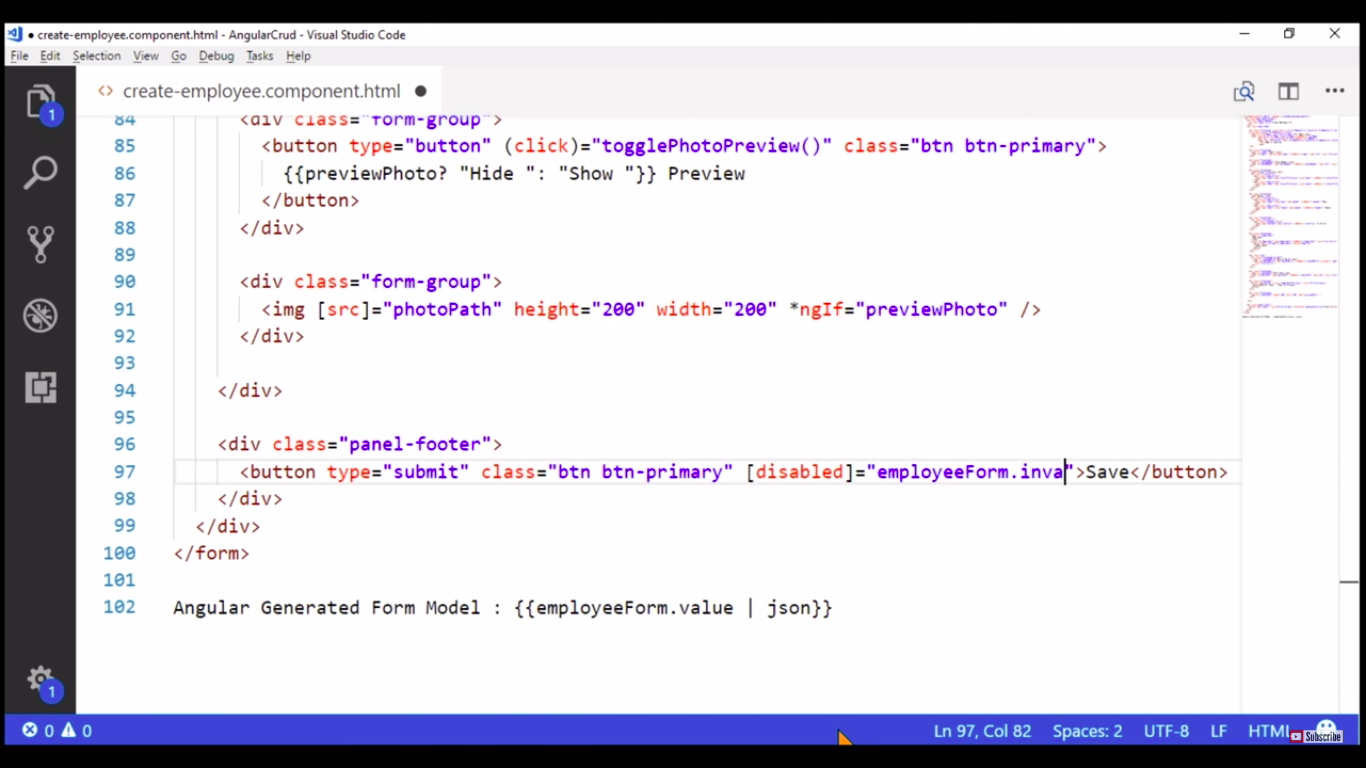 create-employee.component.html - AngularCrud - Visual Studio Code
File Edit Selection View Go Debug Tasks Help
1
<> create-employee.component.html
84 <div class="form-group">
85 <button type="button" (click)="togglePhotoPreview()" class="btn btn-primary">
86 {{previewPhoto? "Hide ": "Show "}} Preview
87 </button>
88 </div>
89
90 <div class="form-group">
91 <img [src]="photoPath" height="200" width="200" *ngIf="previewPhoto" />
92 </div>
93
94 </div>
95
96 <div class="panel-footer">
97 <button type="submit" class="btn btn-primary" [disabled]="employeeForm.inva">Save</button>
98 </div>
99 </div>
100 </form>
101
102 Angular Generated Form Model : {{employeeForm.value | json}}
1
0 0 Ln 97, Col 82 Spaces: 2 UTF-8 LF HTML
Subscribe